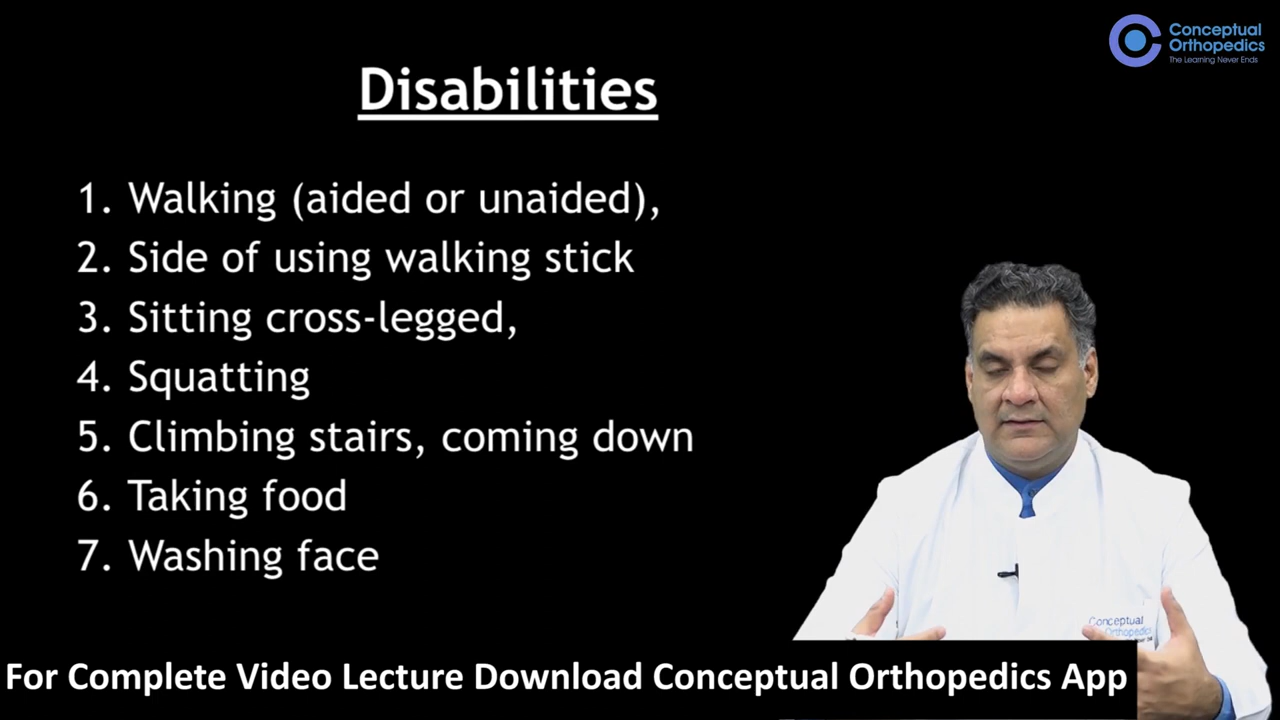 Conceptual
Orthopedics
The Learning Never Ends
Disabilities
1. Walking (aided or unaided),
2. Side of using walking stick
3. Sitting cross-legged,
4. Squatting
5. Climbing stairs, coming down
6. Taking food
7. Washing face
Conceptual
Orthopedics
For Complete Video Lecture Download Conceptual Orthopedics App